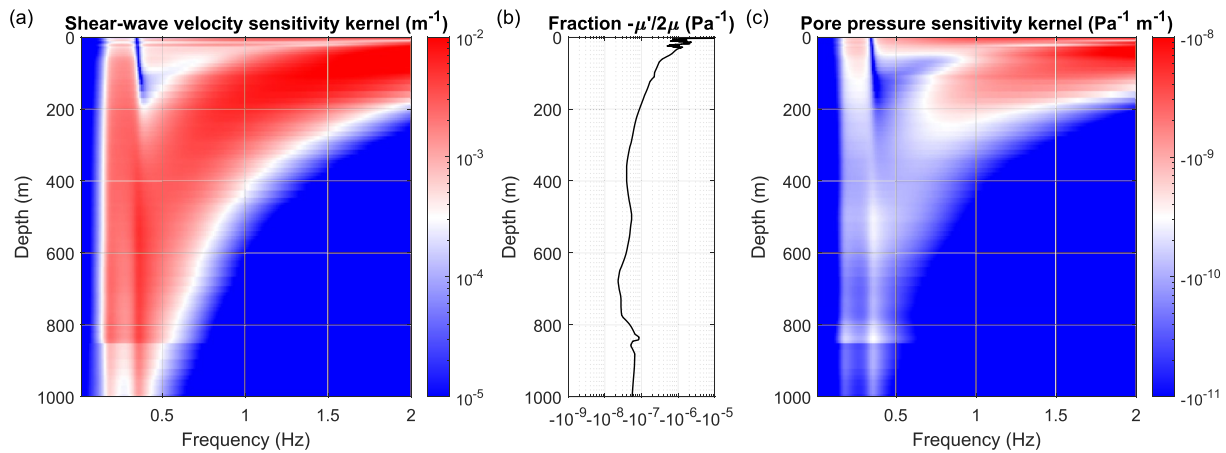 (a) Shear-wave velocity sensitivity kernel (m⁻¹)
0
200
400
600
800
1000
Depth (m)
0.5 1 1.5 2
Frequency (Hz)
10⁻²
10⁻³
10⁻⁴
10⁻⁵
(b) Fraction -μ'/2μ (Pa⁻¹)
0
200
400
600
800
1000
Depth (m)
-10⁻⁹ -10⁻⁸ -10⁻⁷ -10⁻⁶ -10⁻⁵
(c) Pore pressure sensitivity kernel (Pa⁻¹ m⁻¹)
0
200
400
600
800
1000
Depth (m)
0.5 1 1.5 2
Frequency (Hz)
-10⁻⁸
-10⁻⁹
-10⁻¹⁰
-10⁻¹¹